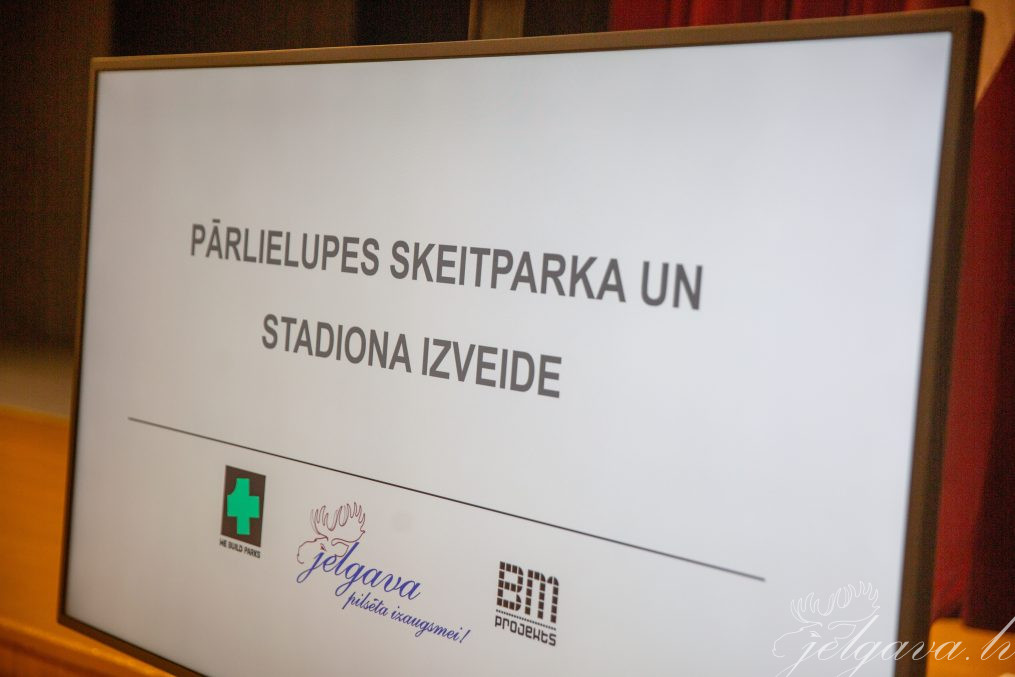 PĀRLIELUPES SKEITPARKA UN
STADIONA IZVEIDE
WE BUILD PARKS
jelgava
pilsēta izaugsmei!
BM
PROJEKTS
jelgava.lv